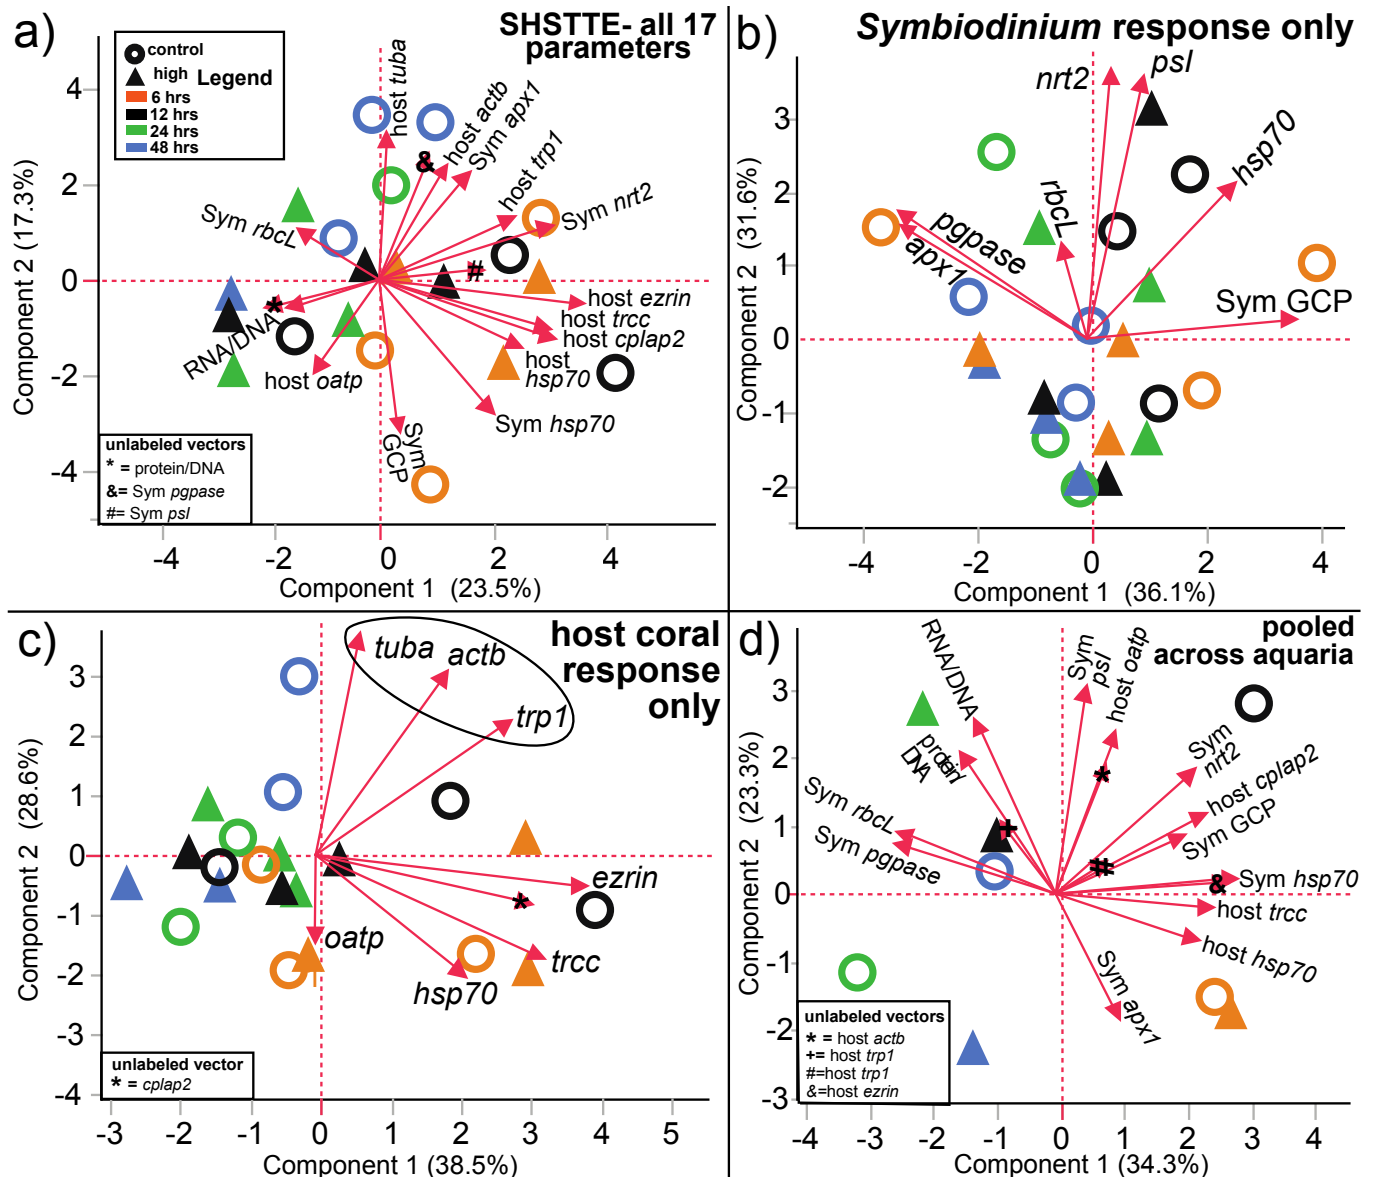 a)
SHSTTE- all 17
parameters
control
high
Legend
6 hrs
12 hrs
24 hrs
48 hrs
host tuba
host actb
Sym apx1
host trp1
Sym nrt2
&
#
Sym rbcL
*
RNA/DNA
host oatp
host ezrin
host trcc
host cplap2
host
hsp70
Sym hsp70
Sym
GCP
unlabeled vectors
* = protein/DNA
&= Sym pgpase
#= Sym psI
4
2
0
-2
-4
Component 2 (17.3%)
-4
-2
0
2
4
Component 1 (23.5%)
b)
Symbiodinium response only
nrt2
psI
hsp70
rbcL
pgpase
apx1
Sym GCP
3
2
1
0
-1
-2
Component 2 (31.6%)
-4
-2
0
2
4
Component 1 (36.1%)
c)
host coral
response
only
tuba
actb
trp1
ezrin
*
trcc
hsp70
oatp
unlabeled vector
* = cplap2
3
2
1
0
-1
-2
-3
-4
Component 2 (28.6%)
-3
-2
-1
0
1
2
3
4
5
Component 1 (38.5%)
d)
pooled
across aquaria
RNA/DNA
protein/
DNA
Sym
psI
host oatp
*
Sym
nrt2
host cplap2
Sym GCP
Sym rbcL
Sym pgpase
+
#
&
Sym hsp70
host trcc
host hsp70
Sym apx1
unlabeled vectors
* = host actb
+= host trp1
#=host trp1
&=host ezrin
3
2
1
0
-1
-2
-3
Component 2 (23.3%)
-4
-3
-2
-1
0
1
2
3
4
Component 1 (34.3%)